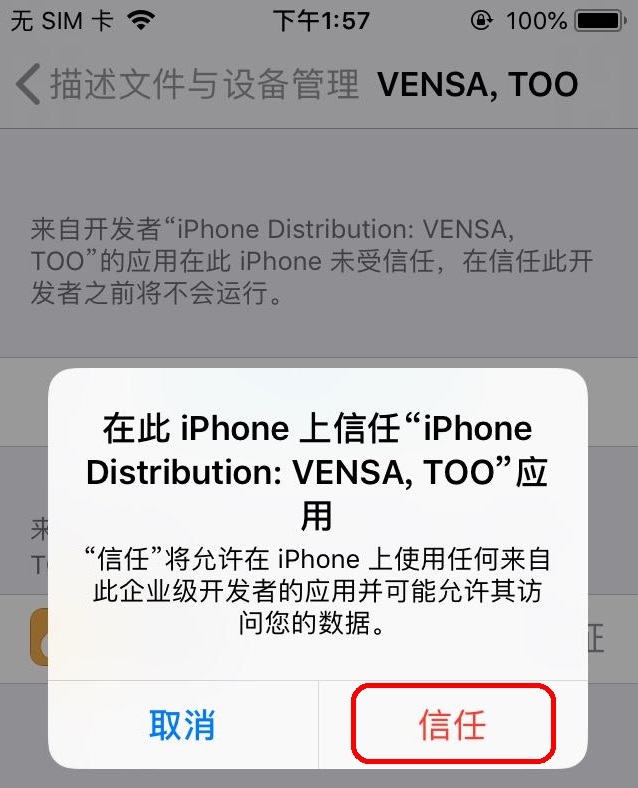 无 SIM 卡
下午1:57
100%
描述文件与设备管理
VENSA, TOO
来自开发者“iPhone Distribution: VENSA,
TOO”的应用在此 iPhone 未受信任，在信任此开
发者之前将不会运行。
在此 iPhone 上信任“iPhone
Distribution: VENSA, TOO”应
用
“信任”将允许在 iPhone 上使用任何来自
此企业级开发者的应用并可能允许其访
问您的数据。
来
T
证
取消
信任